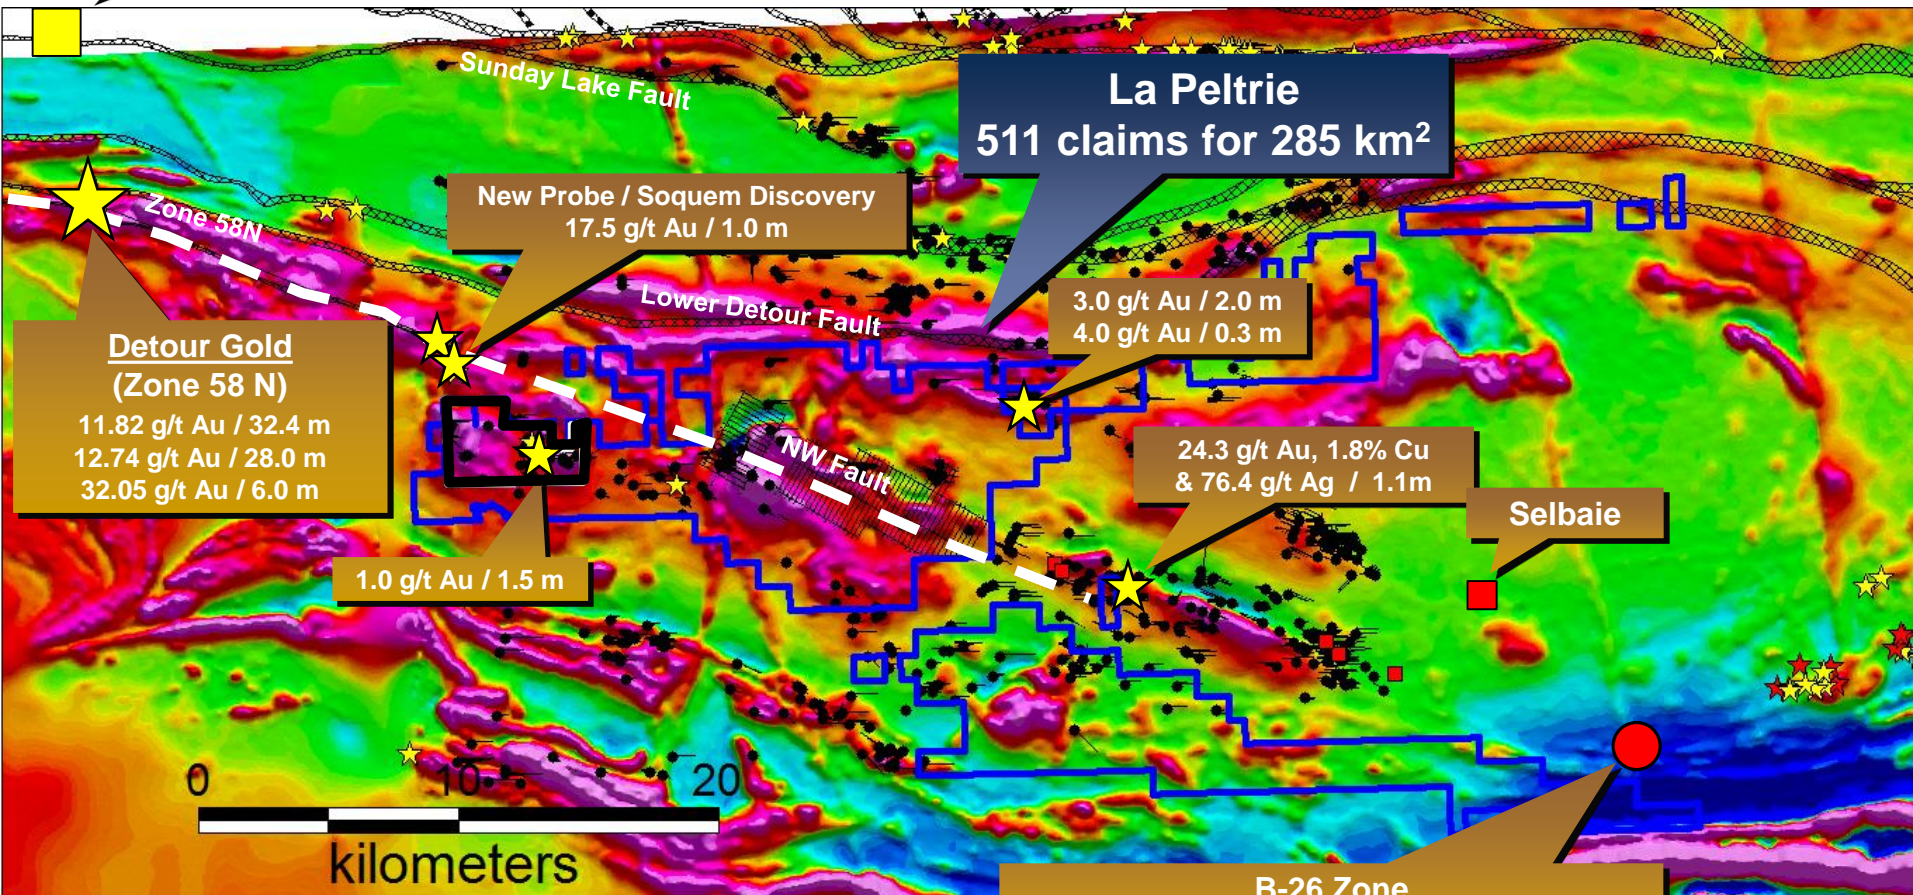 Sunday Lake Fault
La Peltrie
511 claims for 285 km²
New Probe / Soquem Discovery
17.5 g/t Au / 1.0 m
Zone 58N
Lower Detour Fault
3.0 g/t Au / 2.0 m
4.0 g/t Au / 0.3 m
Detour Gold
(Zone 58 N)
11.82 g/t Au / 32.4 m
12.74 g/t Au / 28.0 m
32.05 g/t Au / 6.0 m
NW Fault
24.3 g/t Au, 1.8% Cu
& 76.4 g/t Ag / 1.1m
Selbaie
1.0 g/t Au / 1.5 m
0 10 20
kilometers
B-26 Zone